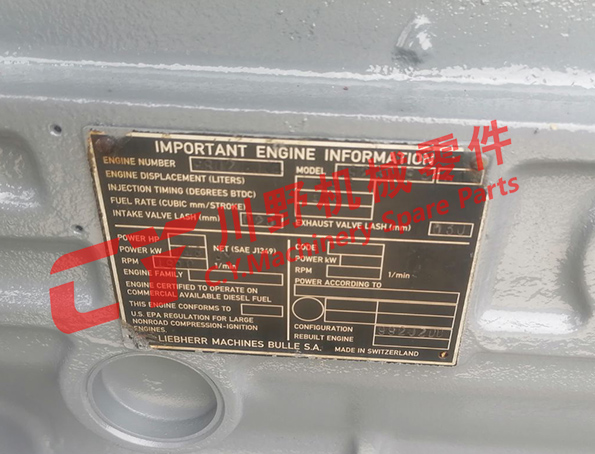 IMPORTANT ENGINE INFORMATION
ENGINE NUMBER
MODEL
ENGINE DISPLACEMENT (LITERS)
INJECTION TIMING (DEGREES BTDC)
FUEL RATE (CUBIC mm/STROKE)
INTAKE VALVE LASH (mm)
EXHAUST VALVE LASH (mm)
POWER HP
POWER kW
NET (SAE J1349)
RPM
1/min
ENGINE FAMILY
ENGINE CERTIFIED TO OPERATE ON
COMMERCIAL AVAILABLE DIESEL FUEL
THIS ENGINE CONFORMS TO
U.S. EPA REGULATION FOR LARGE
NONROAD COMPRESSION-IGNITION
ENGINES.
CODE
POWER kW
RPM
1/min
POWER ACCORDING TO
CONFIGURATION
REBUILT ENGINE
LIEBHERR MACHINES BULLE S.A.
MADE IN SWITZERLAND
川野机械零件
C.Y.Machinery Spare Parts